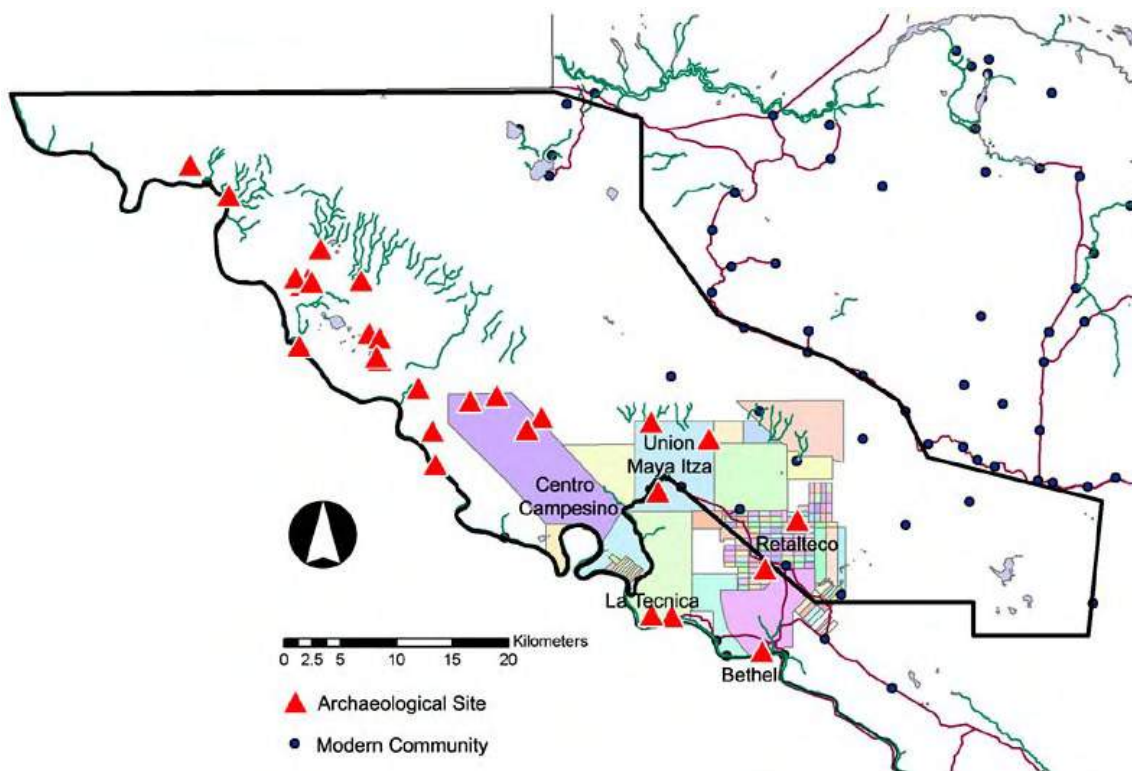 Union
Maya Itza
Centro
Campesino
Retalteco
La Tecnica
Bethel
Kilometers
0 2.5 5 10 15 20
Archaeological Site
Modern Community